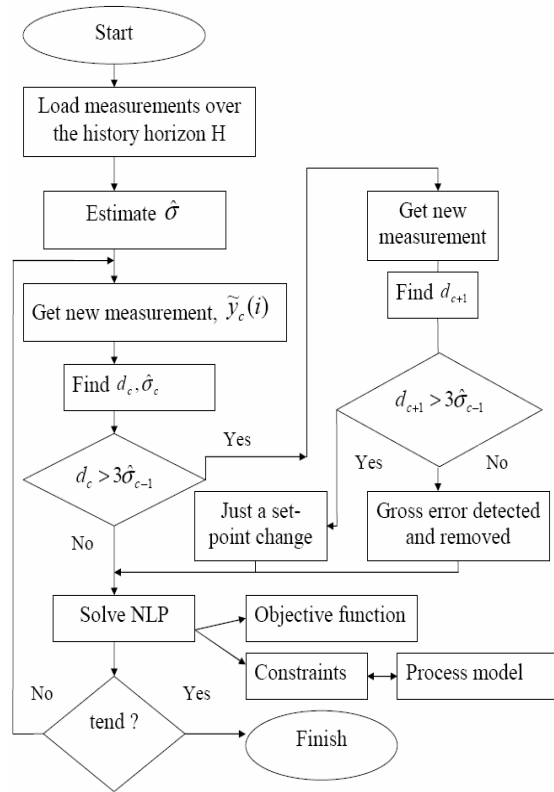 Start
Load measurements over
the history horizon H
Estimate σ̂
Get new measurement, ỹ_c(i)
Find d_c, σ̂_c
d_c > 3σ̂_{c-1}
Yes
No
Get new
measurement
Find d_{c+1}
d_{c+1} > 3σ̂_{c-1}
Yes
No
Just a set-
point change
Gross error detected
and removed
Solve NLP
Objective function
Constraints
Process model
tend ?
No
Yes
Finish